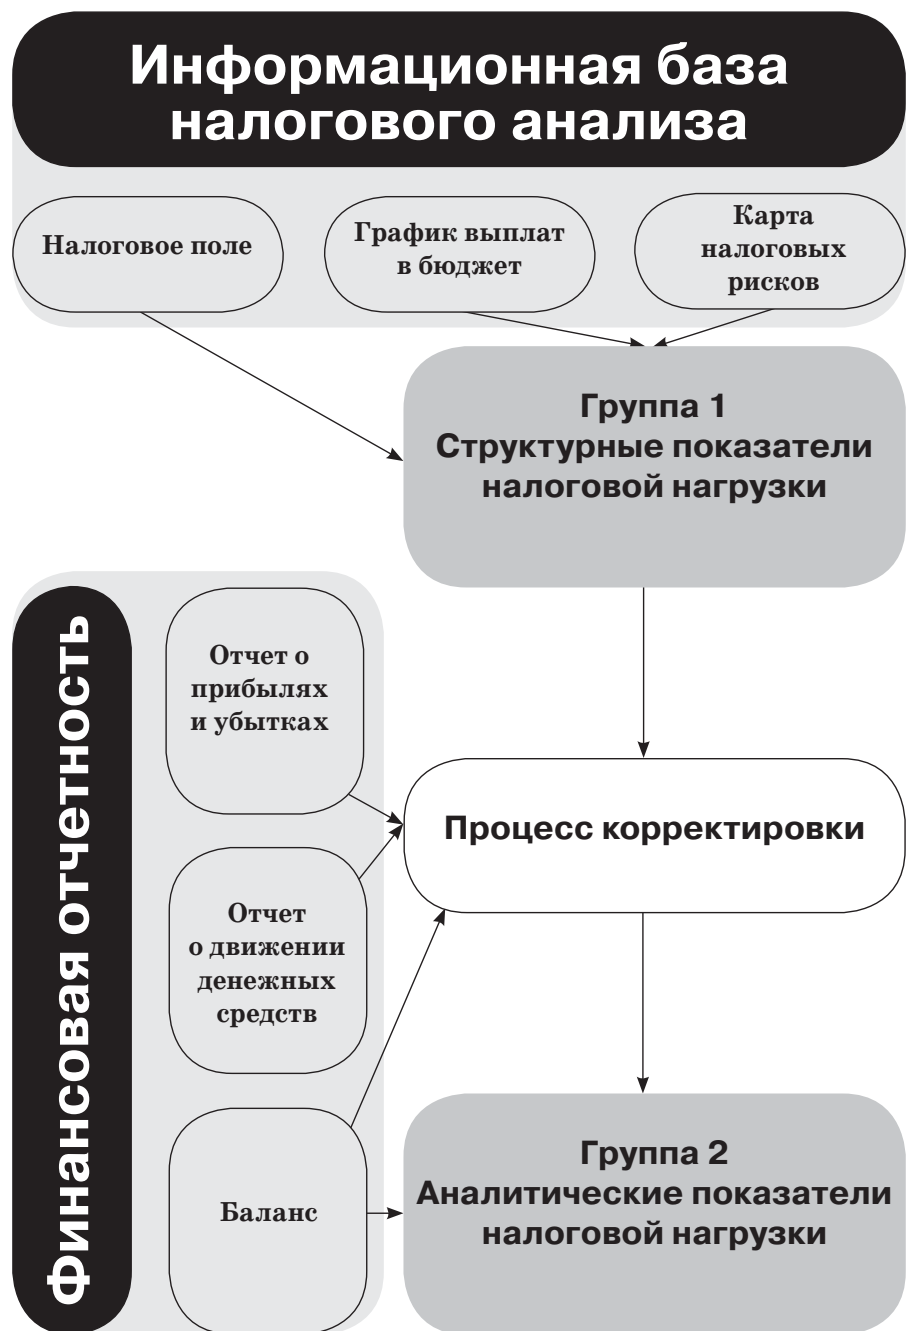 Информационная база
налогового анализа
Налоговое поле
График выплат
в бюджет
Карта
налоговых
рисков
Группа 1
Структурные показатели
налоговой нагрузки
Финансовая отчетность
Отчет о
прибылях
и убытках
Процесс корректировки
Отчет
о движении
денежных
средств
Баланс
Группа 2
Аналитические показатели
налоговой нагрузки